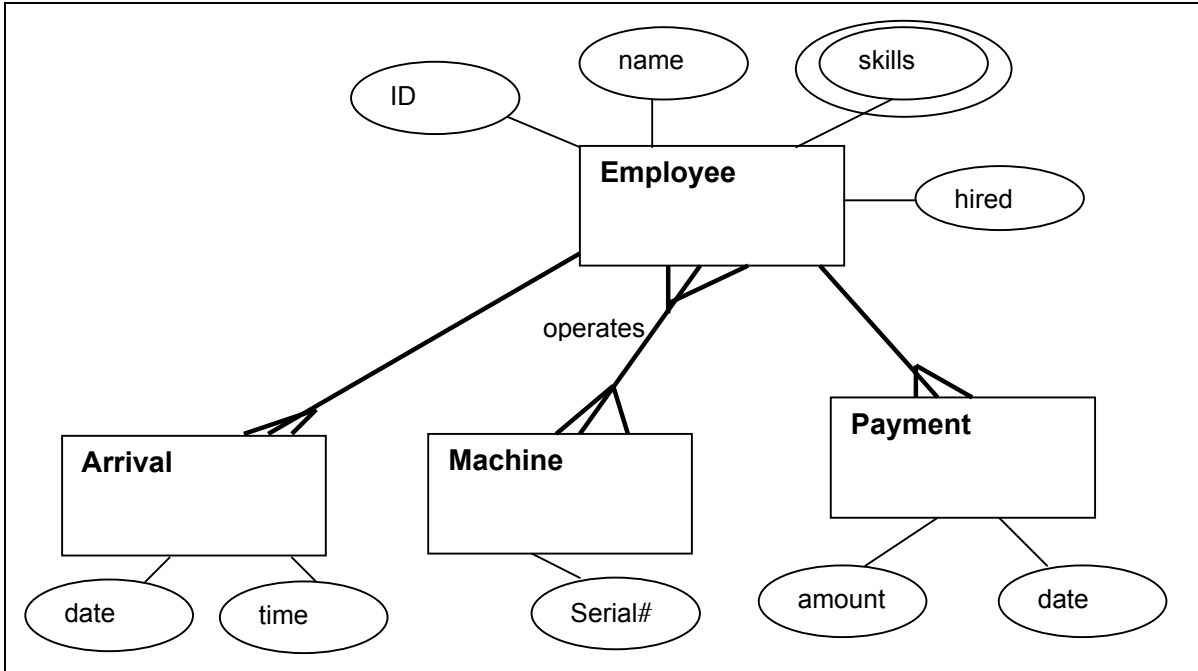 name
skills
ID
Employee
hired
operates
Payment
Arrival
Machine
date
time
Serial#
amount
date